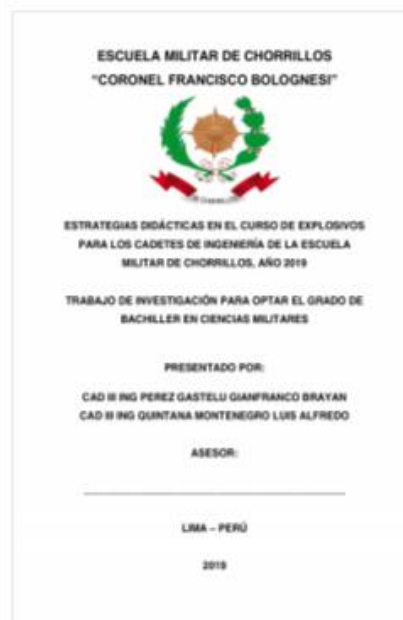 ESCUELA MILITAR DE CHORRILLOS
“CORONEL FRANCISCO BOLOGNESI”
ESTRATEGIAS DIDÁCTICAS EN EL CURSO DE EXPLOSIVOS
PARA LOS CADETES DE INGENIERÍA DE LA ESCUELA
MILITAR DE CHORRILLOS, AÑO 2019
TRABAJO DE INVESTIGACIÓN PARA OPTAR EL GRADO DE
BACHILLER EN CIENCIAS MILITARES
PRESENTADO POR:
CAD III ING PEREZ GASTELU GIANFRANCO BRAYAN
CAD III ING QUINTANA MONTENEGRO LUIS ALFREDO
ASESOR:
LIMA – PERÚ
2019